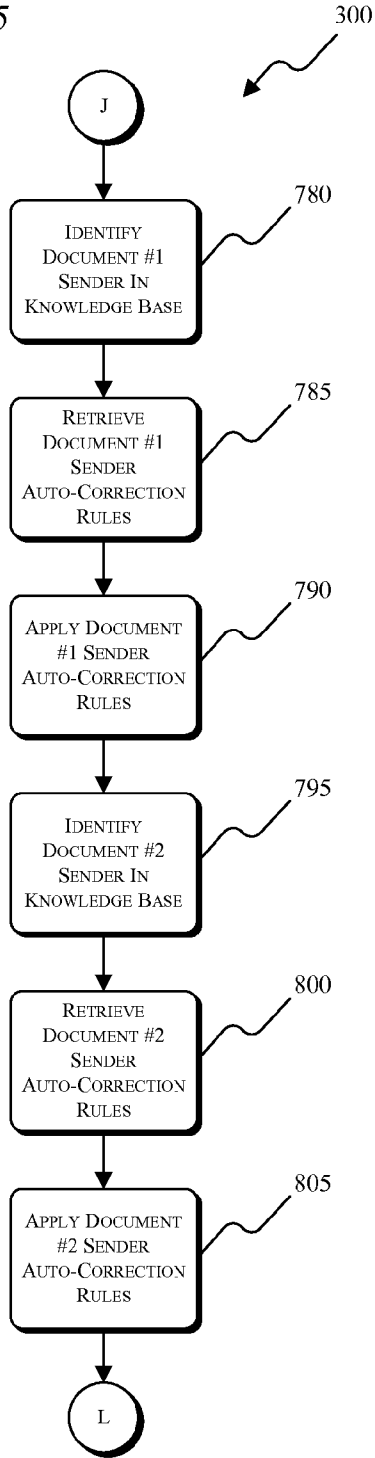 5
300
J
IDENTIFY
DOCUMENT #1
SENDER IN
KNOWLEDGE BASE
780
RETRIEVE
DOCUMENT #1
SENDER
AUTO-CORRECTION
RULES
785
APPLY DOCUMENT
#1 SENDER
AUTO-CORRECTION
RULES
790
IDENTIFY
DOCUMENT #2
SENDER IN
KNOWLEDGE BASE
795
RETRIEVE
DOCUMENT #2
SENDER
AUTO-CORRECTION
RULES
800
APPLY DOCUMENT
#2 SENDER
AUTO-CORRECTION
RULES
805
L